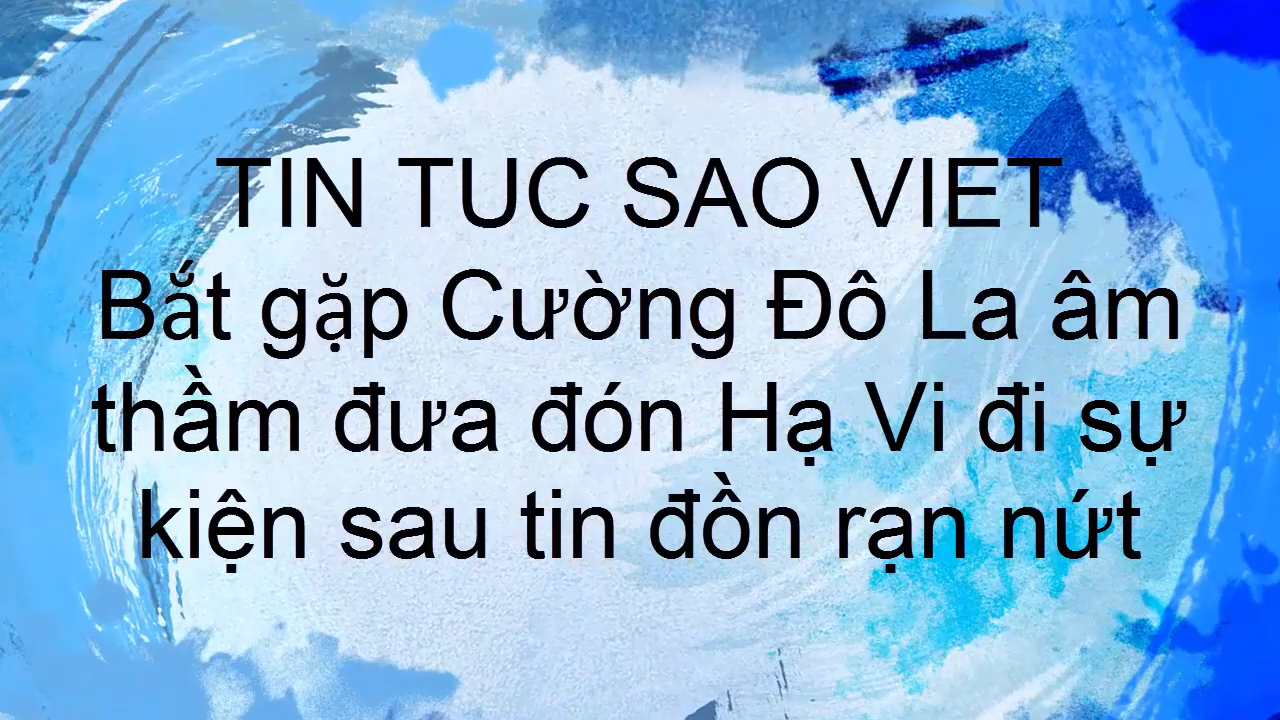 TIN TUC SAO VIET
Bắt gặp Cường Đô La âm
thầm đưa đón Hạ Vi đi sự
kiện sau tin đồn rạn nứt